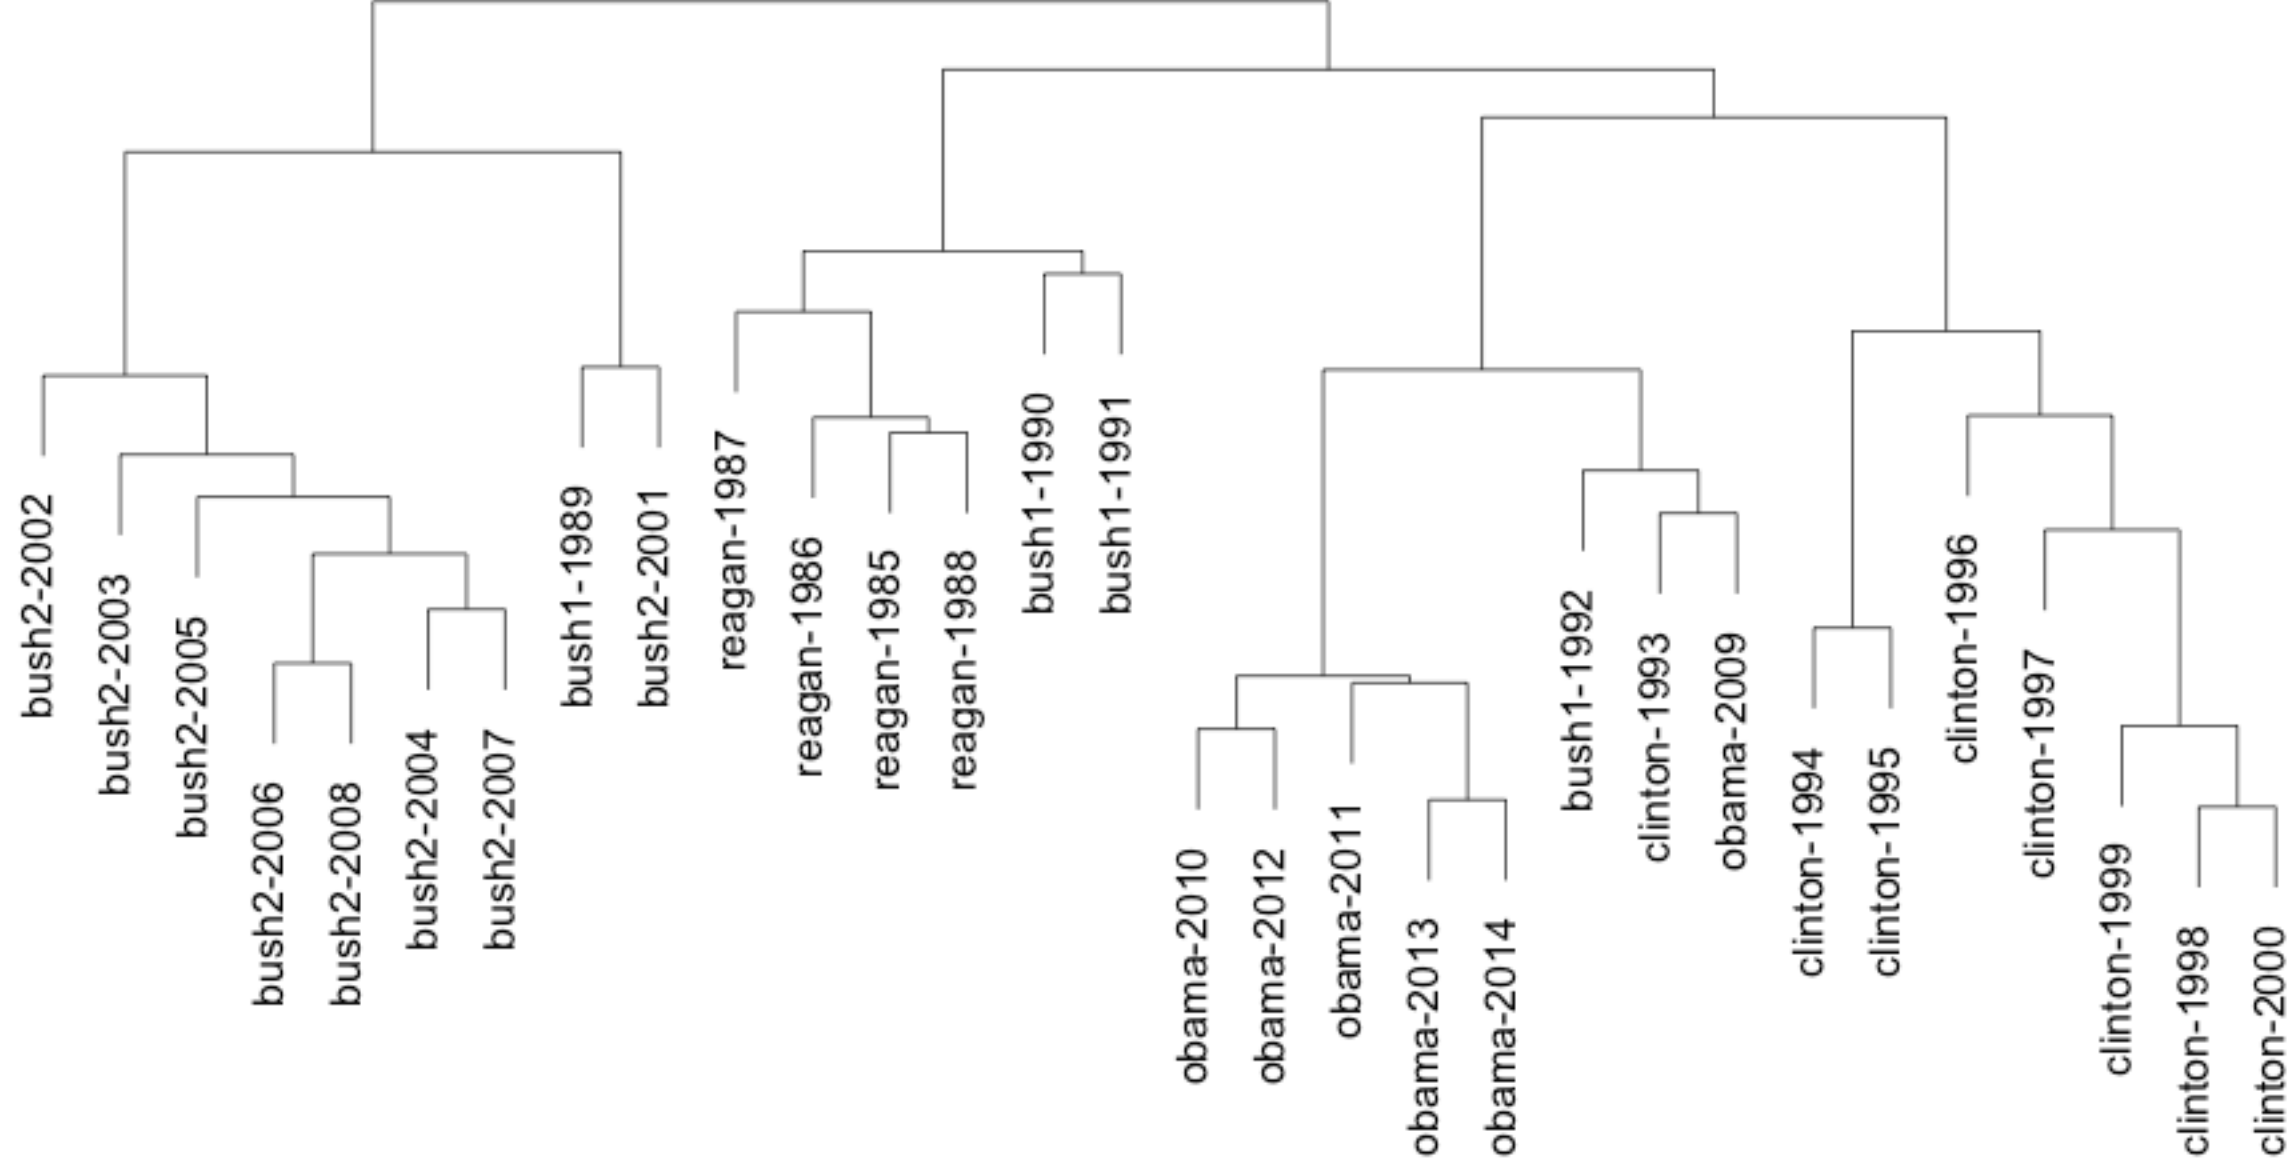 bush2-2002
bush2-2003
bush2-2005
bush2-2006
bush2-2008
bush2-2004
bush2-2007
bush1-1989
bush2-2001
reagan-1987
reagan-1986
reagan-1985
reagan-1988
bush1-1990
bush1-1991
obama-2010
obama-2012
obama-2011
obama-2013
obama-2014
bush1-1992
clinton-1993
obama-2009
clinton-1994
clinton-1995
clinton-1996
clinton-1997
clinton-1999
clinton-1998
clinton-2000